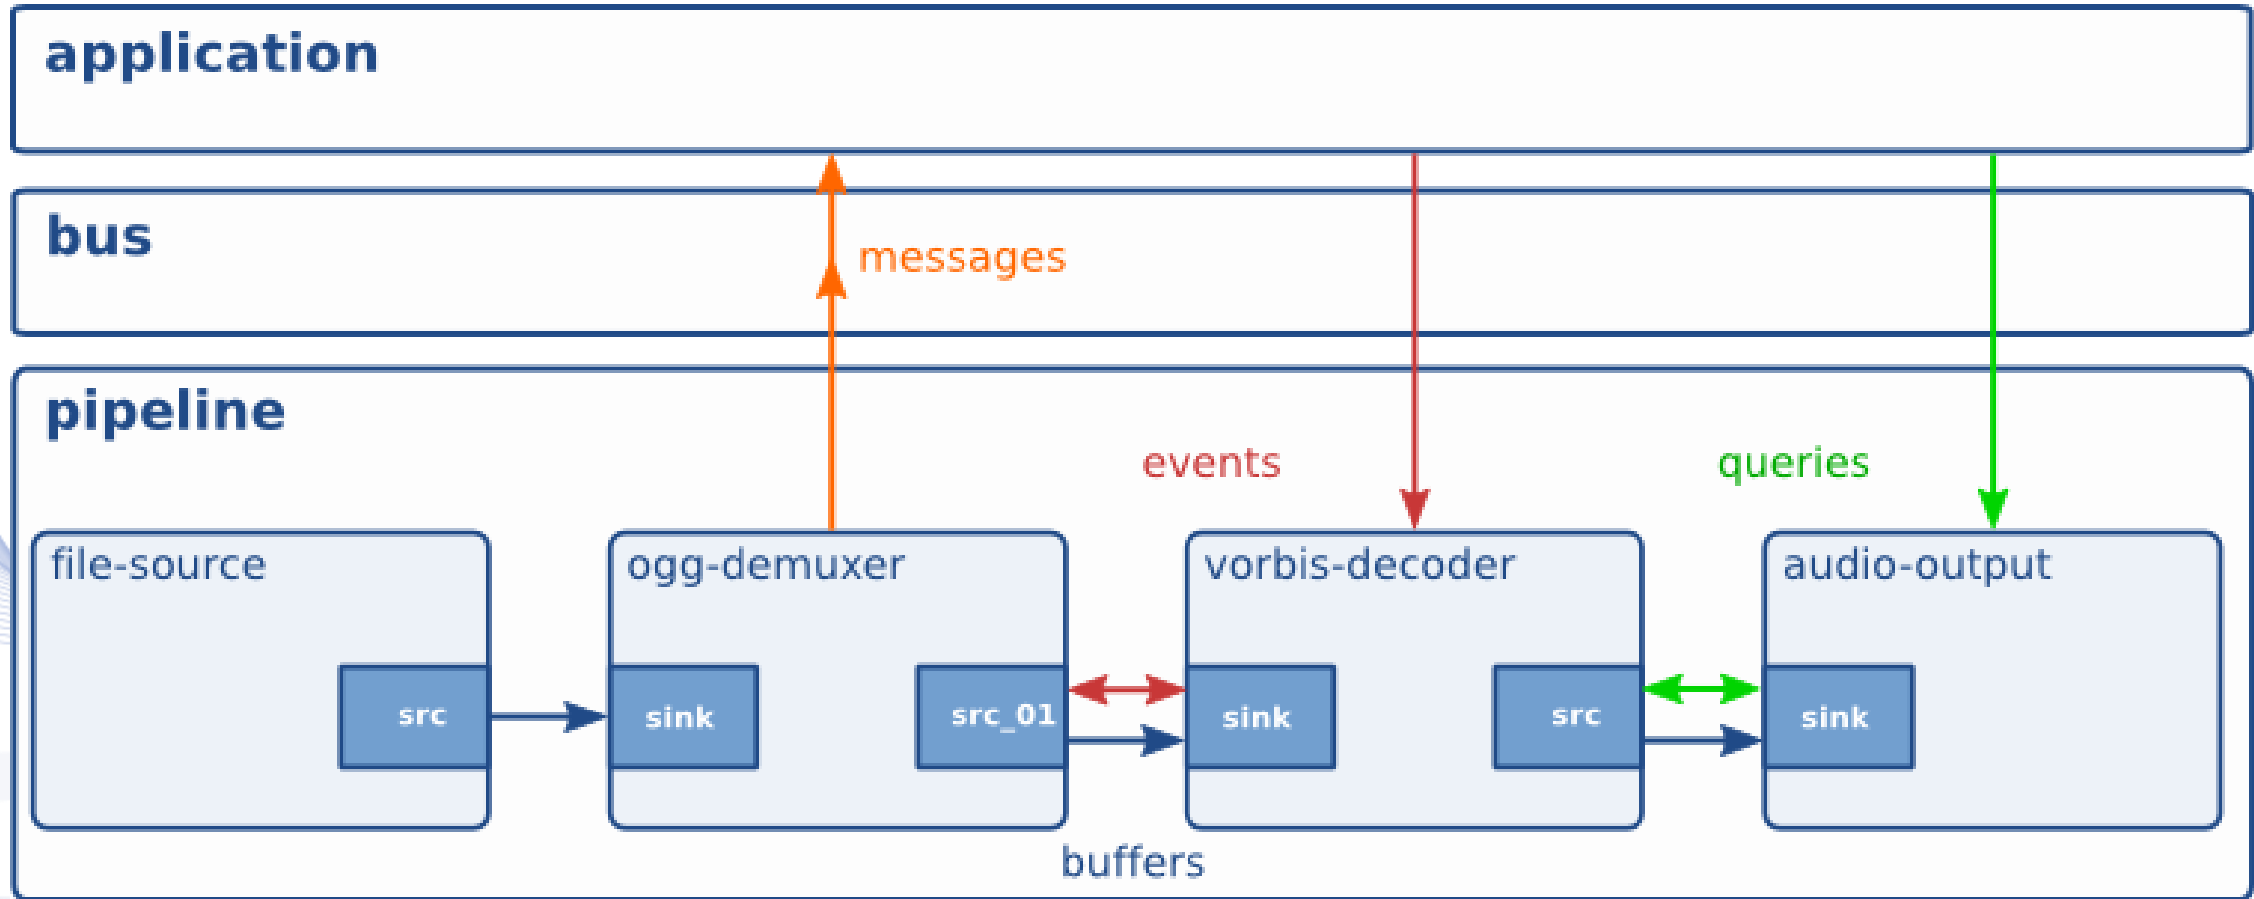 application
bus
messages
pipeline
events
queries
file-source
ogg-demuxer
vorbis-decoder
audio-output
src
sink
src_01
sink
src
sink
buffers